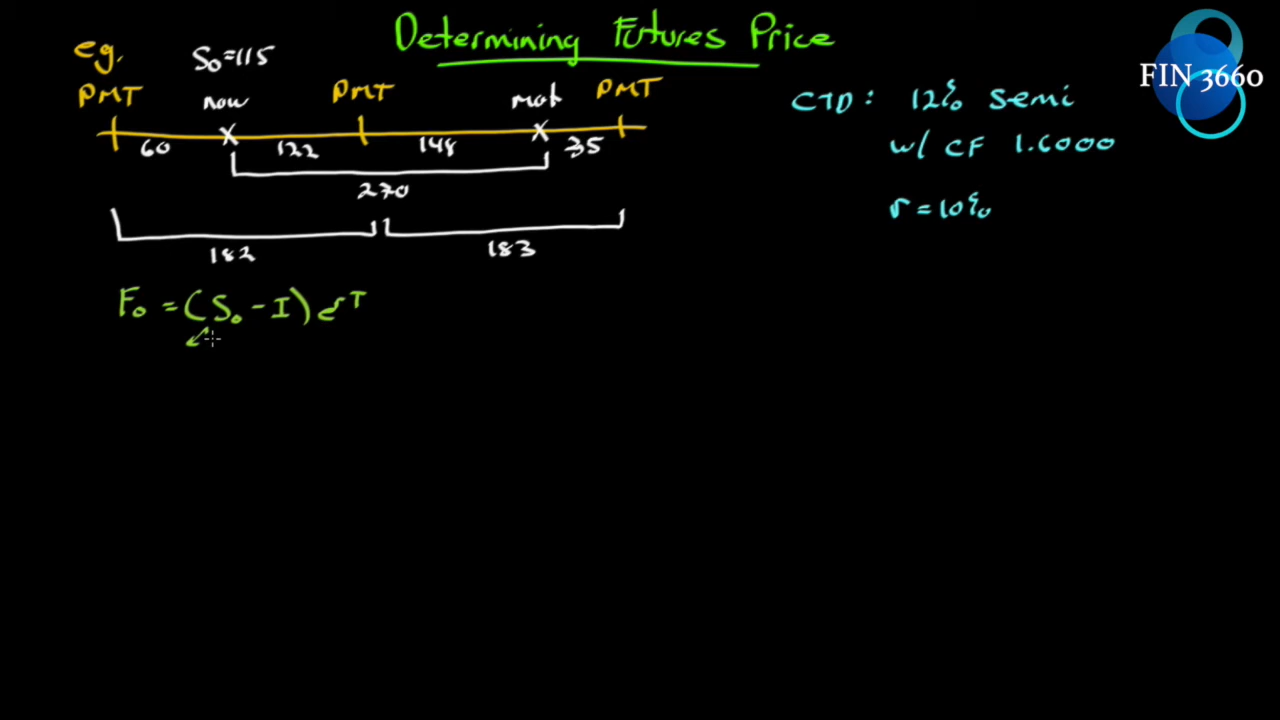 Determining Futures Price
FIN 3660
eg. S₀=115
PMT now PMT mat PMT
60 122 148 35
270
182 183
CTD: 12% semi
w/ CF 1.6000
r = 10%
F₀ = (S₀ - I) e^rT